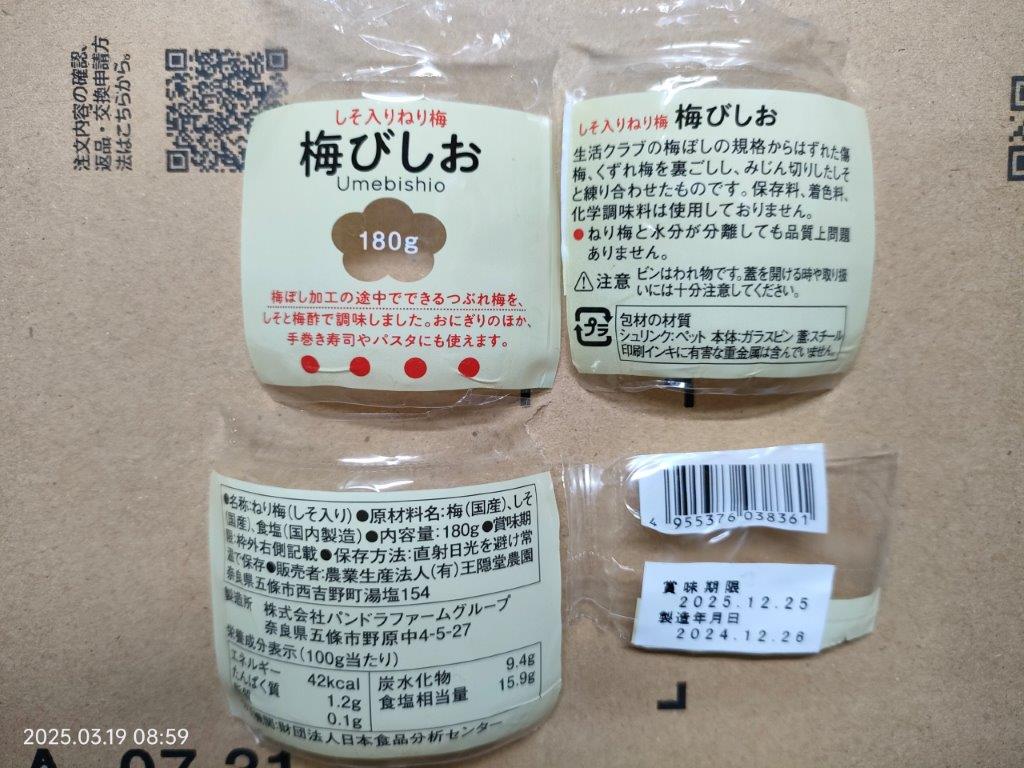 注文内容の確認、
返品・交換申請方
法はこちらから。
しそ入りねり梅
梅びしお
Umebishio
180g
梅ぼし加工の途中でできるつぶれ梅を、
しそと梅酢で調味しました。おにぎりのほか、
手巻き寿司やパスタにも使えます。
しそ入りねり梅 梅びしお
生活クラブの梅ぼしの規格からはずれた傷
梅、くずれ梅を裏ごしし、みじん切りしたしそ
と練り合わせたものです。保存料、着色料、
化学調味料は使用しておりません。
●ねり梅と水分が分離しても品質上問題
ありません。
注意 ビンはわれ物です。蓋を開ける時や取り扱
いには十分注意してください。
プラ
包材の材質
シュリンク:ペット 本体:ガラスビン 蓋:スチール
印刷インキに有害な重金属は含んでいません。
●名称:ねり梅(しそ入り) ●原材料名:梅(国産)、しそ
(国産)、食塩(国内製造) ●内容量:180g ●賞味期
限:枠外右側記載 ●保存方法:直射日光を避け常
温で保存 ●販売者:農業生産法人(有)王隠堂農園
奈良県五條市西吉野町湯塩154
製造所 株式会社パンドラファームグループ
奈良県五條市野原中4-5-27
栄養成分表示(100g当たり)
エネルギー 42kcal 炭水化物 9.4g
たんぱく質 1.2g 食塩相当量 15.9g
0.1g
財団法人日本食品分析センター
4 955376 038361
賞味期限
2025.12.25
製造年月日
2024.12.26
2025.03.19 08:59